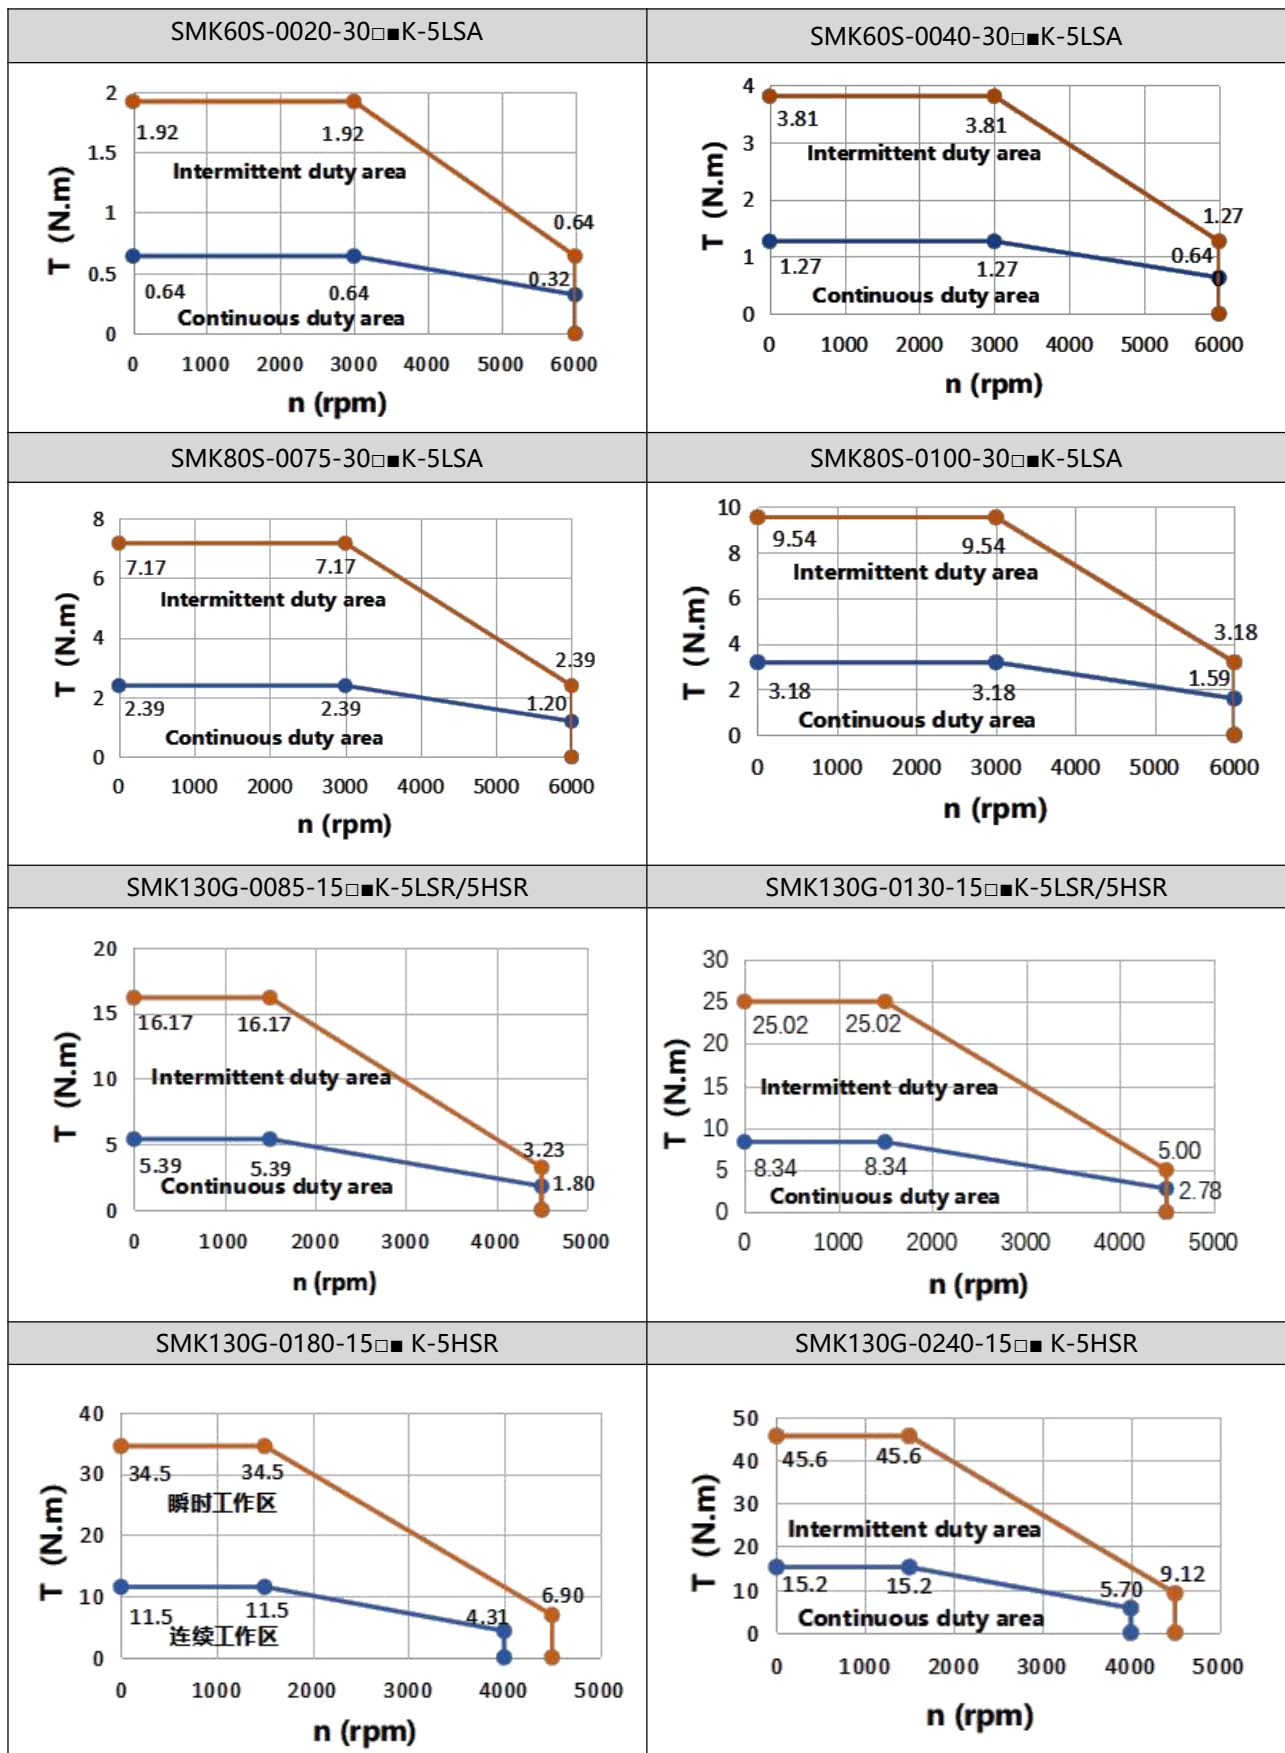 SMK60S-0020-30□■K-5LSA
SMK60S-0040-30□■K-5LSA
2
1.5
1
0.5
0
T (N.m)
1.92
1.92
Intermittent duty area
0.64
0.32
0.64
0.64
Continuous duty area
0 1000 2000 3000 4000 5000 6000
n (rpm)
4
3
2
1
0
T (N.m)
3.81
3.81
Intermittent duty area
1.27
0.64
1.27
1.27
Continuous duty area
0 1000 2000 3000 4000 5000 6000
n (rpm)
SMK80S-0075-30□■K-5LSA
SMK80S-0100-30□■K-5LSA
8
6
4
2
0
T (N.m)
7.17
7.17
Intermittent duty area
2.39
1.20
2.39
2.39
Continuous duty area
0 1000 2000 3000 4000 5000 6000
n (rpm)
10
8
6
4
2
0
T (N.m)
9.54
9.54
Intermittent duty area
3.18
1.59
3.18
3.18
Continuous duty area
0 1000 2000 3000 4000 5000 6000
n (rpm)
SMK130G-0085-15□■K-5LSR/5HSR
SMK130G-0130-15□■K-5LSR/5HSR
20
15
10
5
0
T (N.m)
16.17
16.17
Intermittent duty area
3.23
1.80
5.39
5.39
Continuous duty area
0 1000 2000 3000 4000 5000
n (rpm)
30
25
20
15
10
5
0
T (N.m)
25.02
25.02
Intermittent duty area
5.00
2.78
8.34
8.34
Continuous duty area
0 1000 2000 3000 4000 5000
n (rpm)
SMK130G-0180-15□■ K-5HSR
SMK130G-0240-15□■ K-5HSR
40
30
20
10
0
T (N.m)
34.5
34.5
瞬时工作区
6.90
4.31
11.5
11.5
连续工作区
0 1000 2000 3000 4000 5000
n (rpm)
50
40
30
20
10
0
T (N.m)
45.6
45.6
Intermittent duty area
9.12
5.70
15.2
15.2
Continuous duty area
0 1000 2000 3000 4000 5000
n (rpm)